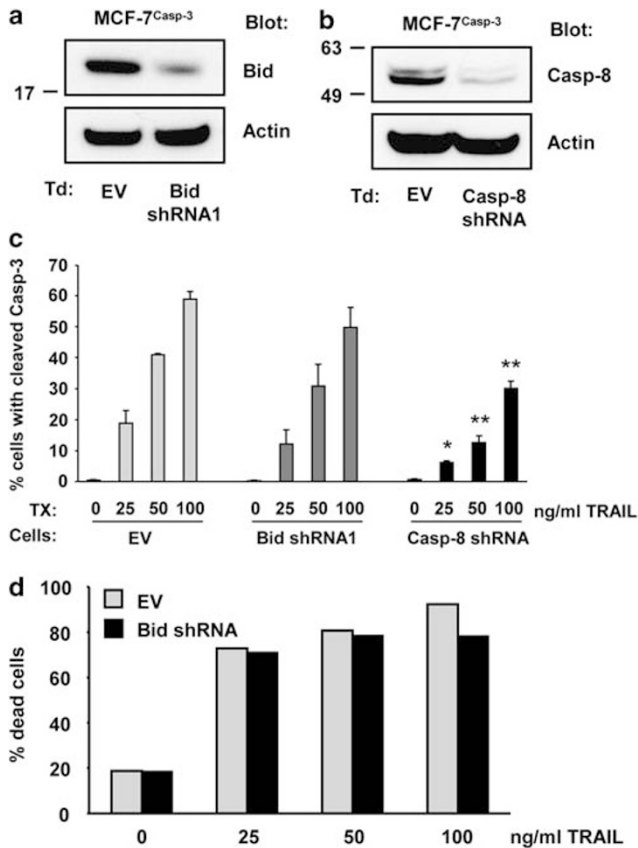 a
MCF-7Casp-3
Blot:
Bid
17
Actin
Td: EV Bid
shRNA1
b
MCF-7Casp-3
Blot:
63
Casp-8
49
Actin
Td: EV Casp-8
shRNA
c
% cells with cleaved Casp-3
70
60
50
40
30
20
10
0
* ** **
TX: 0 25 50 100 0 25 50 100 0 25 50 100 ng/ml TRAIL
Cells: EV Bid shRNA1 Casp-8 shRNA
d
% dead cells
100
80
60
40
20
0
EV
Bid shRNA
0 25 50 100 ng/ml TRAIL